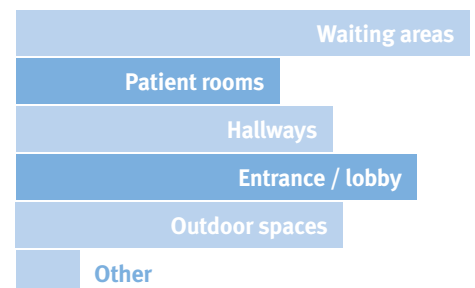 Waiting areas
Patient rooms
Hallways
Entrance / lobby
Outdoor spaces
Other